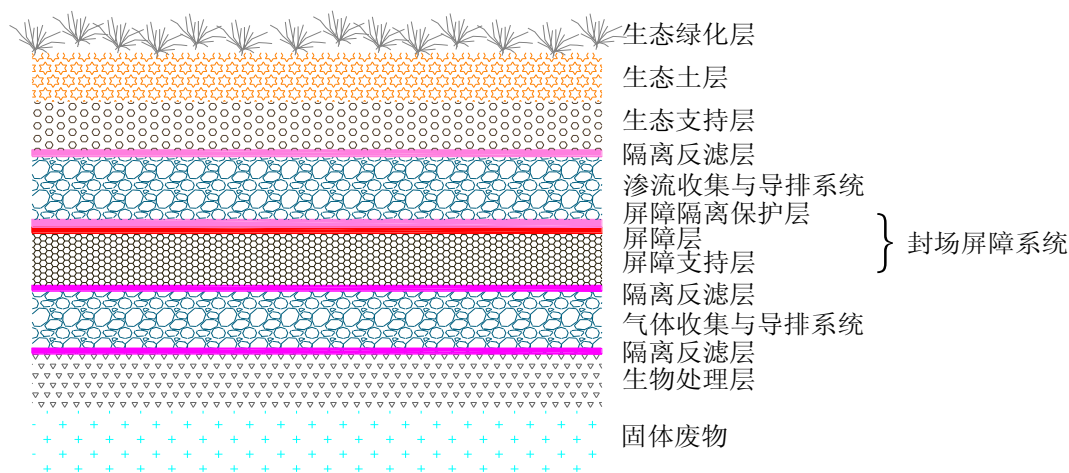 生态绿化层
生态土层
生态支持层
隔离反滤层
渗流收集与导排系统
屏障隔离保护层
屏障层
封场屏障系统
屏障支持层
隔离反滤层
气体收集与导排系统
隔离反滤层
生物处理层
固体废物